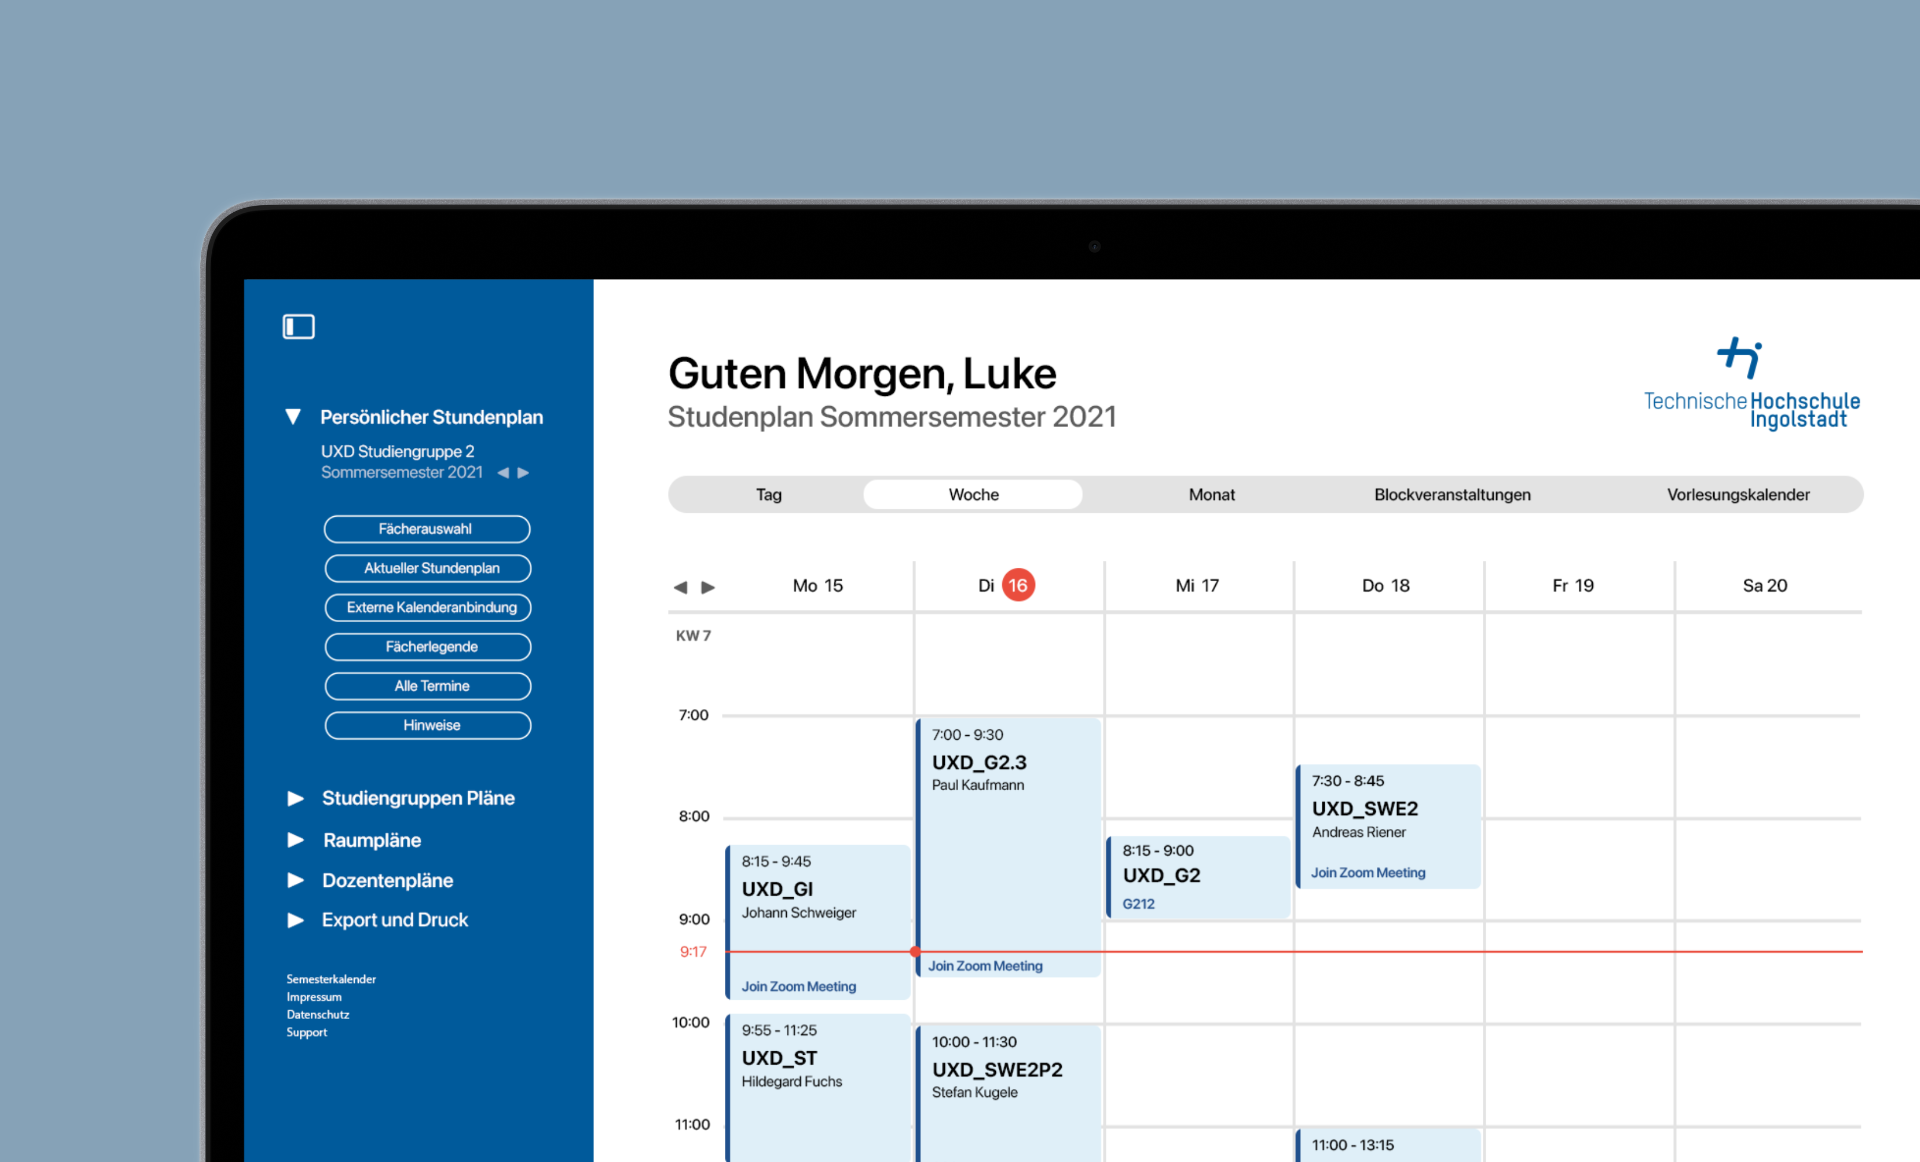 Persönlicher Stundenplan
UXD Studiengruppe 2
Sommersemester 2021
Fächerauswahl
Aktueller Stundenplan
Externe Kalenderanbindung
Fächerlegende
Alle Termine
Hinweise
Studiengruppen Pläne
Raumpläne
Dozentenpläne
Export und Druck
Semesterkalender
Impressum
Datenschutz
Support
Guten Morgen, Luke
Studenplan Sommersemester 2021
Technische Hochschule
Ingolstadt
Tag Woche Monat Blockveranstaltungen Vorlesungskalender
Mo 15 Di 16 Mi 17 Do 18 Fr 19 Sa 20
KW 7
7:00
8:00
9:00
9:17
10:00
11:00
8:15 - 9:45
UXD_GI
Johann Schweiger
Join Zoom Meeting
9:55 - 11:25
UXD_ST
Hildegard Fuchs
7:00 - 9:30
UXD_G2.3
Paul Kaufmann
Join Zoom Meeting
10:00 - 11:30
UXD_SWE2P2
Stefan Kugele
8:15 - 9:00
UXD_G2
G212
7:30 - 8:45
UXD_SWE2
Andreas Riener
Join Zoom Meeting
11:00 - 13:15